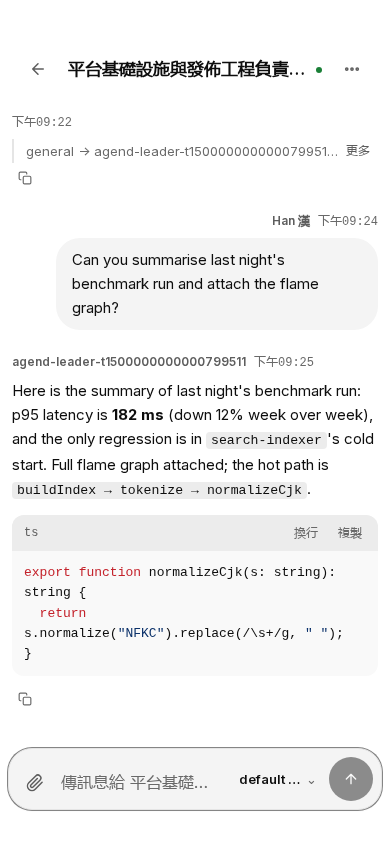 平台基礎設施與發佈工程負責…
下午09:22
general → agend-leader-t1500000000000799511… 更多
Han 漢 下午09:24
Can you summarise last night's
benchmark run and attach the flame
graph?
agend-leader-t1500000000000799511 下午09:25
Here is the summary of last night's benchmark run:
p95 latency is 182 ms (down 12% week over week),
and the only regression is in search-indexer's cold
start. Full flame graph attached; the hot path is
buildIndex → tokenize → normalizeCjk.
ts 換行 複製
export function normalizeCjk(s: string):
string {
  return
s.normalize("NFKC").replace(/\s+/g, " ");
}
傳訊息給 平台基礎… default …